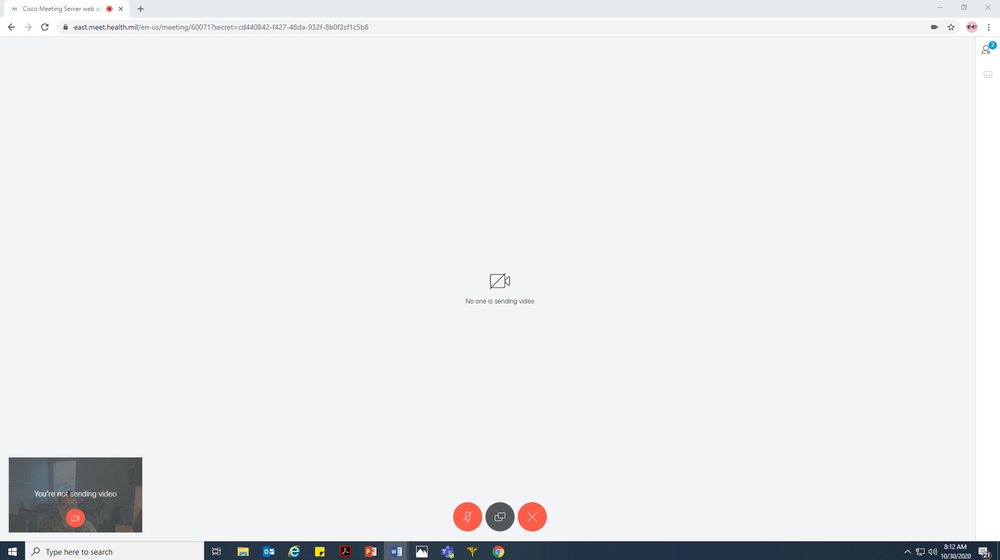 Cisco Meeting Server web ap
east.meet.health.mil/en-us/meeting/60071?secret=cd440842-f427-48da-932f-8b0f2cf1c5b8
2
No one is sending video
You're not sending video
Type here to search
8:12 AM
10/30/2020
21